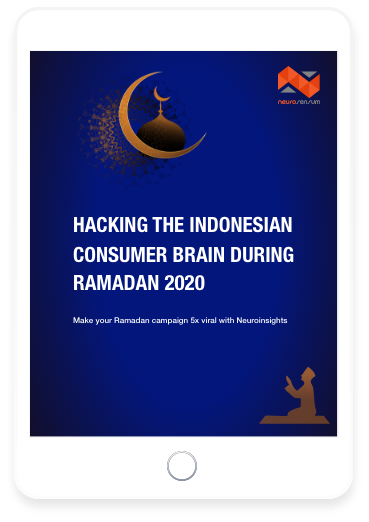 neurosensum
HACKING THE INDONESIAN
CONSUMER BRAIN DURING
RAMADAN 2020
Make your Ramadan campaign 5x viral with Neuroinsights